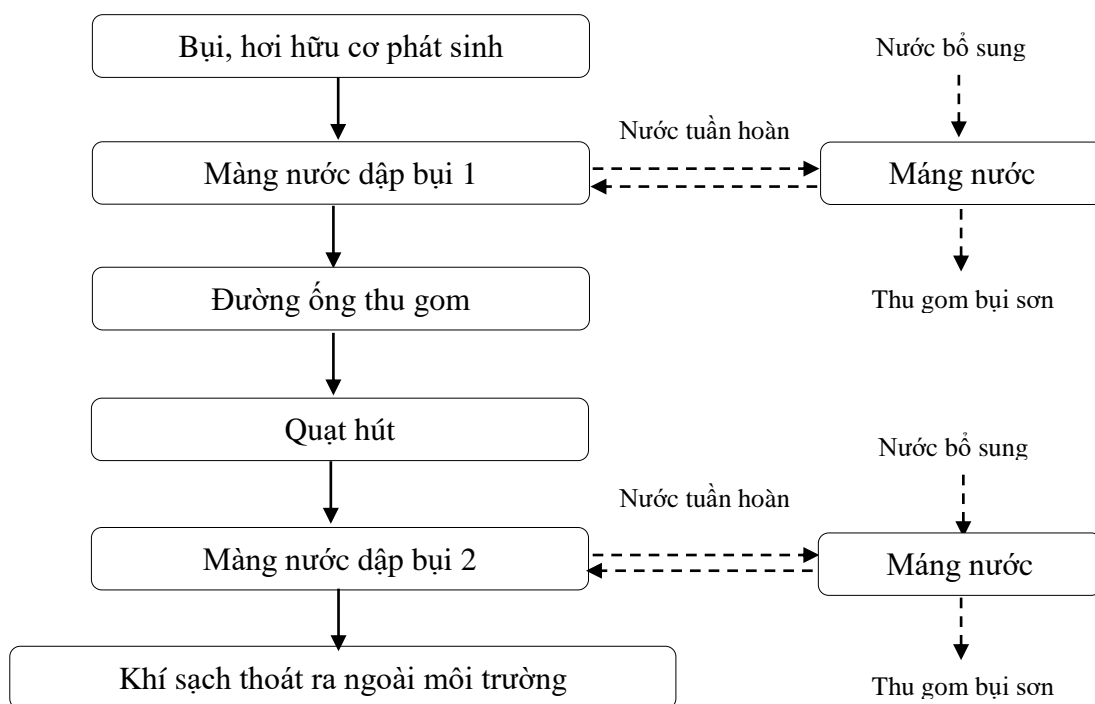 Bụi, hơi hữu cơ phát sinh
Nước bổ sung
Nước tuần hoàn
Màng nước dập bụi 1
Máng nước
Đường ống thu gom
Thu gom bụi sơn
Quạt hút
Nước bổ sung
Nước tuần hoàn
Màng nước dập bụi 2
Máng nước
Khí sạch thoát ra ngoài môi trường
Thu gom bụi sơn